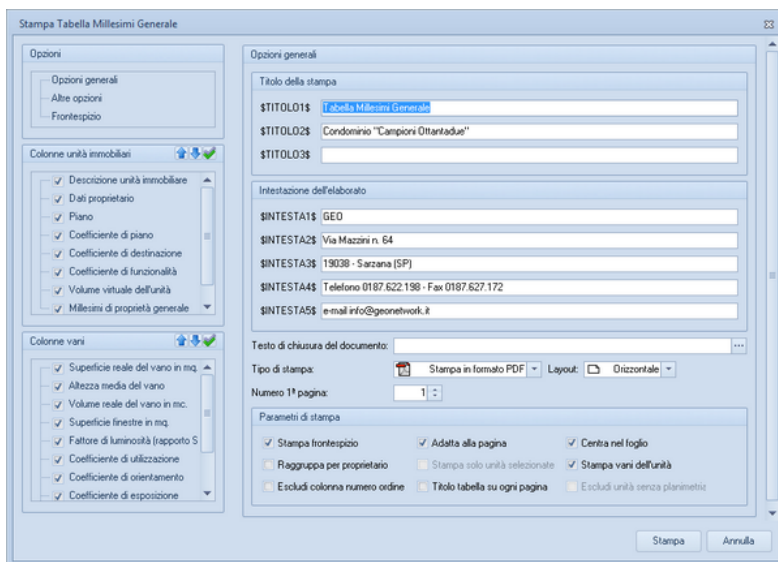 Stampa Tabella Millesimi Generale
Opzioni
Opzioni generali
Altre opzioni
Frontespizio
Colonne unità immobiliari
Descrizione unità immobiliare
Dati proprietario
Piano
Coefficiente di piano
Coefficiente di destinazione
Coefficiente di funzionalità
Volume virtuale dell'unità
Millesimi di proprietà generale
Colonne vani
Superficie reale del vano in mq.
Altezza media del vano
Volume reale del vano in mc.
Superficie finestre in mq.
Fattore di luminosità (rapporto S
Coefficiente di utilizzazione
Coefficiente di orientamento
Coefficiente di esposizione
Opzioni generali
Titolo della stampa
$TITOLO1$ Tabella Millesimi Generale
$TITOLO2$ Condominio "Campioni Ottantadue"
$TITOLO3$
Intestazione dell'elaborato
$INTESTA1$ GEO
$INTESTA2$ Via Mazzini n. 64
$INTESTA3$ 19038 - Sarzana (SP)
$INTESTA4$ Telefono 0187.622.198 - Fax 0187.627.172
$INTESTA5$ e-mail info@geonetwork.it
Testo di chiusura del documento: ...
Tipo di stampa: Stampa in formato PDF Layout: Orizzontale
Numero 1ª pagina: 1
Parametri di stampa
Stampa frontespizio Adatta alla pagina Centra nel foglio
Raggruppa per proprietario Stampa solo unità selezionate Stampa vani dell'unità
Escludi colonna numero ordine Titolo tabella su ogni pagina Escludi unità senza planimetria
Stampa Annulla